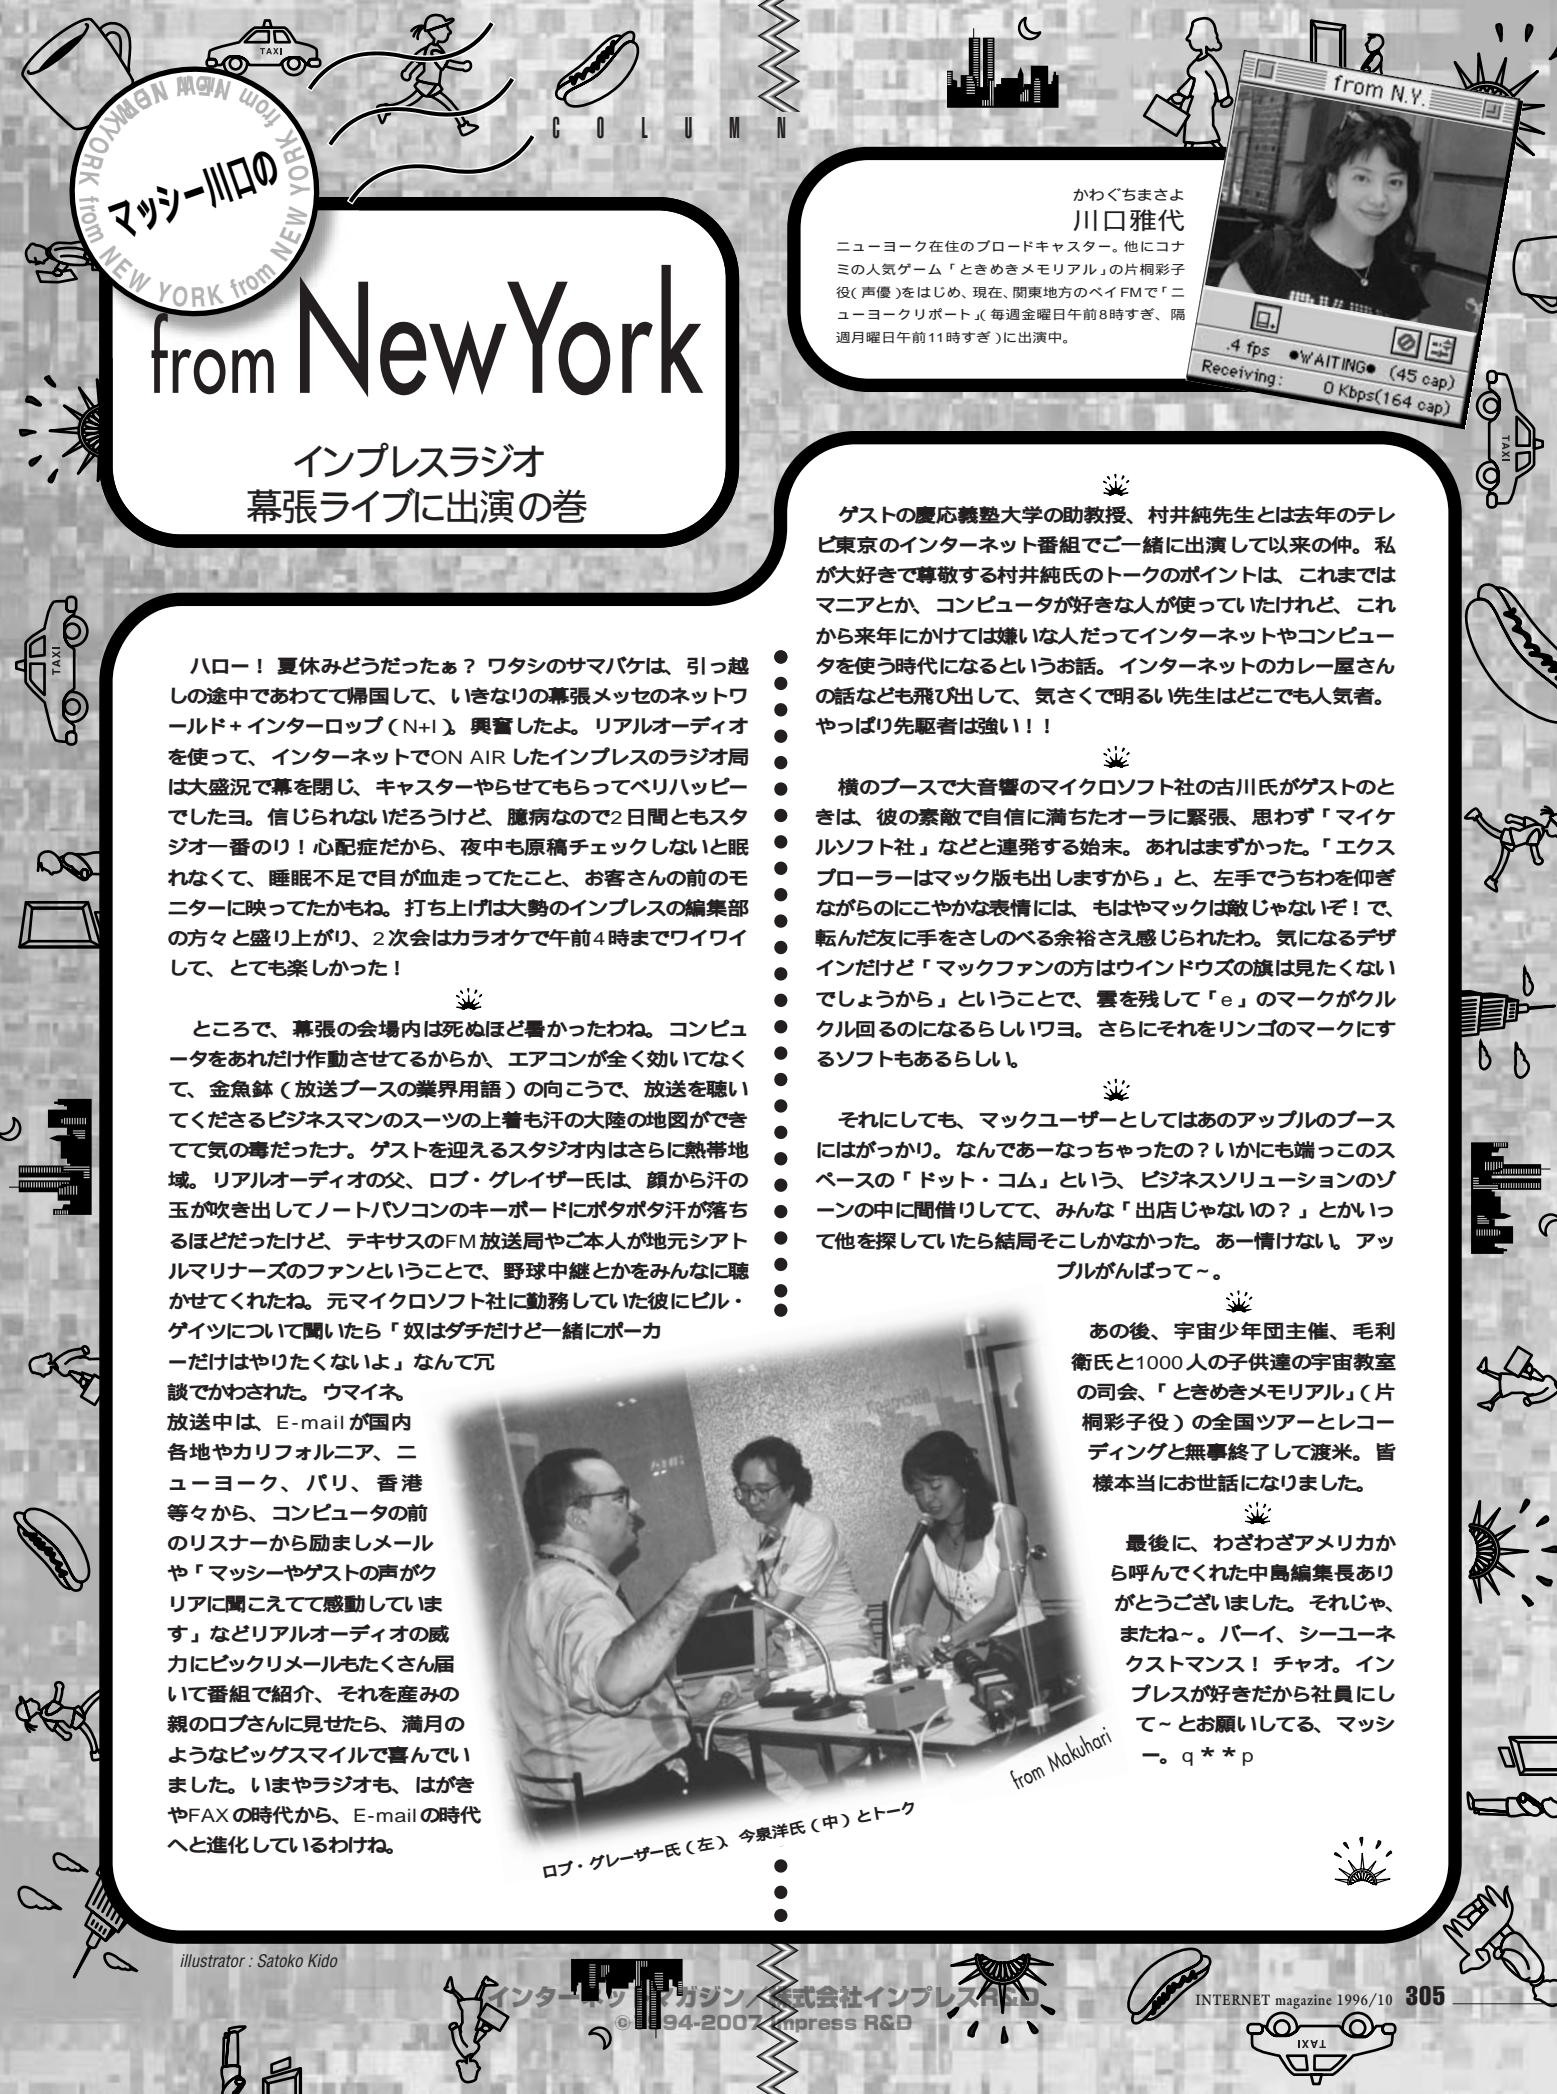 COLUMN
from NEW YORK from NEW YORK from NEW YORK
マッシー川口の
from NewYork
インプレスラジオ
幕張ライブに出演の巻
かわぐちまさよ
川口雅代
ニューヨーク在住のブロードキャスター。他にコナ
ミの人気ゲーム「ときめきメモリアル」の片桐彩子
役(声優)をはじめ、現在、関東地方のベイFMで「ニ
ューヨークリポート」(毎週金曜日午前8時すぎ、隔
週月曜日午前11時すぎ)に出演中。
from N.Y.
.4 fps ●WAITING● (45 cap)
Receiving: 0 Kbps(164 cap)
ハロー! 夏休みどうだったぁ? ワタシのサマバケは、引っ越
しの途中であわてて帰国して、いきなりの幕張メッセのネットワ
ールド+インターロップ(N+I)。興奮したよ。リアルオーディオ
を使って、インターネットでON AIRしたインプレスのラジオ局
は大盛況で幕を閉じ、キャスターやらせてもらってベリハッピー
でしたヨ。信じられないだろうけど、臆病なので2日間ともスタ
ジオ一番のり!心配症だから、夜中も原稿チェックしないと眠
れなくて、睡眠不足で目が血走ってたこと、お客さんの前のモ
ニターに映ってたかもね。打ち上げは大勢のインプレスの編集部
の方々と盛り上がり、2次会はカラオケで午前4時までワイワイ
して、とても楽しかった!
ところで、幕張の会場内は死ぬほど暑かったわね。コンピュ
ータをあれだけ作動させてるからか、エアコンが全く効いてなく
て、金魚鉢(放送ブースの業界用語)の向こうで、放送を聴い
てくださるビジネスマンのスーツの上着も汗の大陸の地図ができ
てて気の毒だったナ。ゲストを迎えるスタジオ内はさらに熱帯地
域。リアルオーディオの父、ロブ・グレイザー氏は、顔から汗の
玉が吹き出してノートパソコンのキーボードにポタポタ汗が落ち
るほどだったけど、テキサスのFM放送局やご本人が地元シアト
ルマリナーズのファンということで、野球中継とかをみんなに聴
かせてくれたね。元マイクロソフト社に勤務していた彼にビル・
ゲイツについて聞いたら「奴はダチだけど一緒にポーカ
ーだけはやりたくないよ」なんて冗
談でかわされた。ウマイネ。
放送中は、E-mailが国内
各地やカリフォルニア、ニ
ューヨーク、パリ、香港
等々から、コンピュータの前
のリスナーから励ましメール
や「マッシーやゲストの声がク
リアに聞こえてて感動していま
す」などリアルオーディオの威
力にビックリメールもたくさん届
いて番組で紹介、それを産みの
親のロブさんに見せたら、満月の
ようなビッグスマイルで喜んでい
ました。いまやラジオも、はがき
やFAXの時代から、E-mailの時代
へと進化しているわけね。
ゲストの慶応義塾大学の助教授、村井純先生とは去年のテレ
ビ東京のインターネット番組でご一緒に出演して以来の仲。私
が大好きで尊敬する村井純氏のトークのポイントは、これまでは
マニアとか、コンピュータが好きな人が使っていたけれど、これ
から来年にかけては嫌いな人だってインターネットやコンピュー
タを使う時代になるというお話。インターネットのカレー屋さん
の話なども飛び出して、気さくで明るい先生はどこでも人気者。
やっぱり先駆者は強い!!
横のブースで大音響のマイクロソフト社の古川氏がゲストのと
きは、彼の素敵で自信に満ちたオーラに緊張、思わず「マイケ
ルソフト社」などと連発する始末。あれはまずかった。「エクス
プローラーはマック版も出しますから」と、左手でうちわを仰ぎ
ながらのにこやかな表情には、もはやマックは敵じゃないぞ!で、
転んだ友に手をさしのべる余裕さえ感じられたわ。気になるデザ
インだけど「マックファンの方はウインドウズの旗は見たくない
でしょうから」ということで、雲を残して「e」のマークがクル
クル回るのになるらしいワヨ。さらにそれをリンゴのマークにす
るソフトもあるらしい。
それにしても、マックユーザーとしてはあのアップルのブース
にはがっかり。なんであーなっちゃったの?いかにも端っこのス
ペースの「ドット・コム」という、ビジネスソリューションのゾ
ーンの中に間借りしてて、みんな「出店じゃないの?」とかいっ
て他を探していたら結局そこしかなかった。あー情けない。アッ
プルがんばって~。
あの後、宇宙少年団主催、毛利
衛氏と1000人の子供達の宇宙教室
の司会、「ときめきメモリアル」(片
桐彩子役)の全国ツアーとレコー
ディングと無事終了して渡米。皆
様本当にお世話になりました。
最後に、わざわざアメリカか
ら呼んでくれた中島編集長あり
がとうございました。それじゃ、
またね~。バーイ、シーユーネ
クストマンス! チャオ。イン
プレスが好きだから社員にし
て~とお願いしてる、マッシ
ー。q**p
from Makuhari
ロブ・グレーザー氏(左)、今泉洋氏(中)とトーク
illustrator : Satoko Kido
インターネットマガジン/株式会社インプレスR&D
©1994-2007 Impress R&D
INTERNET magazine 1996/10 305
TAXI
TAXI
TAXI
TAXI